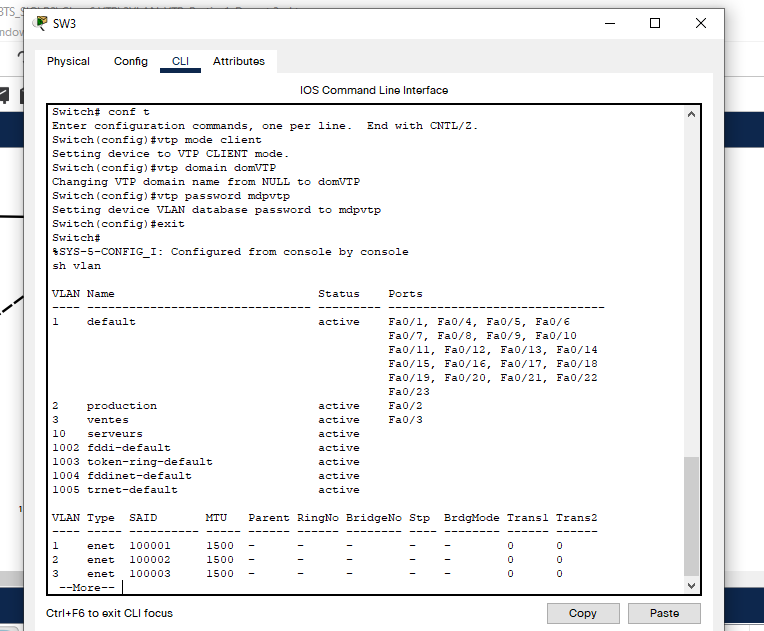 SW3
Physical Config CLI Attributes
IOS Command Line Interface
Switch# conf t
Enter configuration commands, one per line.  End with CNTL/Z.
Switch(config)#vtp mode client
Setting device to VTP CLIENT mode.
Switch(config)#vtp domain domVTP
Changing VTP domain name from NULL to domVTP
Switch(config)#vtp password mdpvtp
Setting device VLAN database password to mdpvtp
Switch(config)#exit
Switch#
%SYS-5-CONFIG_I: Configured from console by console
sh vlan
VLAN Name                             Status    Ports
---- -------------------------------- --------- -------------------------------
1    default                          active    Fa0/1, Fa0/4, Fa0/5, Fa0/6
                                                Fa0/7, Fa0/8, Fa0/9, Fa0/10
                                                Fa0/11, Fa0/12, Fa0/13, Fa0/14
                                                Fa0/15, Fa0/16, Fa0/17, Fa0/18
                                                Fa0/19, Fa0/20, Fa0/21, Fa0/22
                                                Fa0/23
2    production                       active    Fa0/2
3    ventes                           active    Fa0/3
10   serveurs                         active
1002 fddi-default                     active
1003 token-ring-default               active
1004 fddinet-default                  active
1005 trnet-default                    active
VLAN Type  SAID       MTU   Parent RingNo BridgeNo Stp  BrdgMode Trans1 Trans2
---- ----- ---------- ----- ------ ------ -------- ---- -------- ------ ------
1    enet  100001     1500  -      -      -        -    -        0      0
2    enet  100002     1500  -      -      -        -    -        0      0
3    enet  100003     1500  -      -      -        -    -        0      0
 --More--
Ctrl+F6 to exit CLI focus
Copy Paste